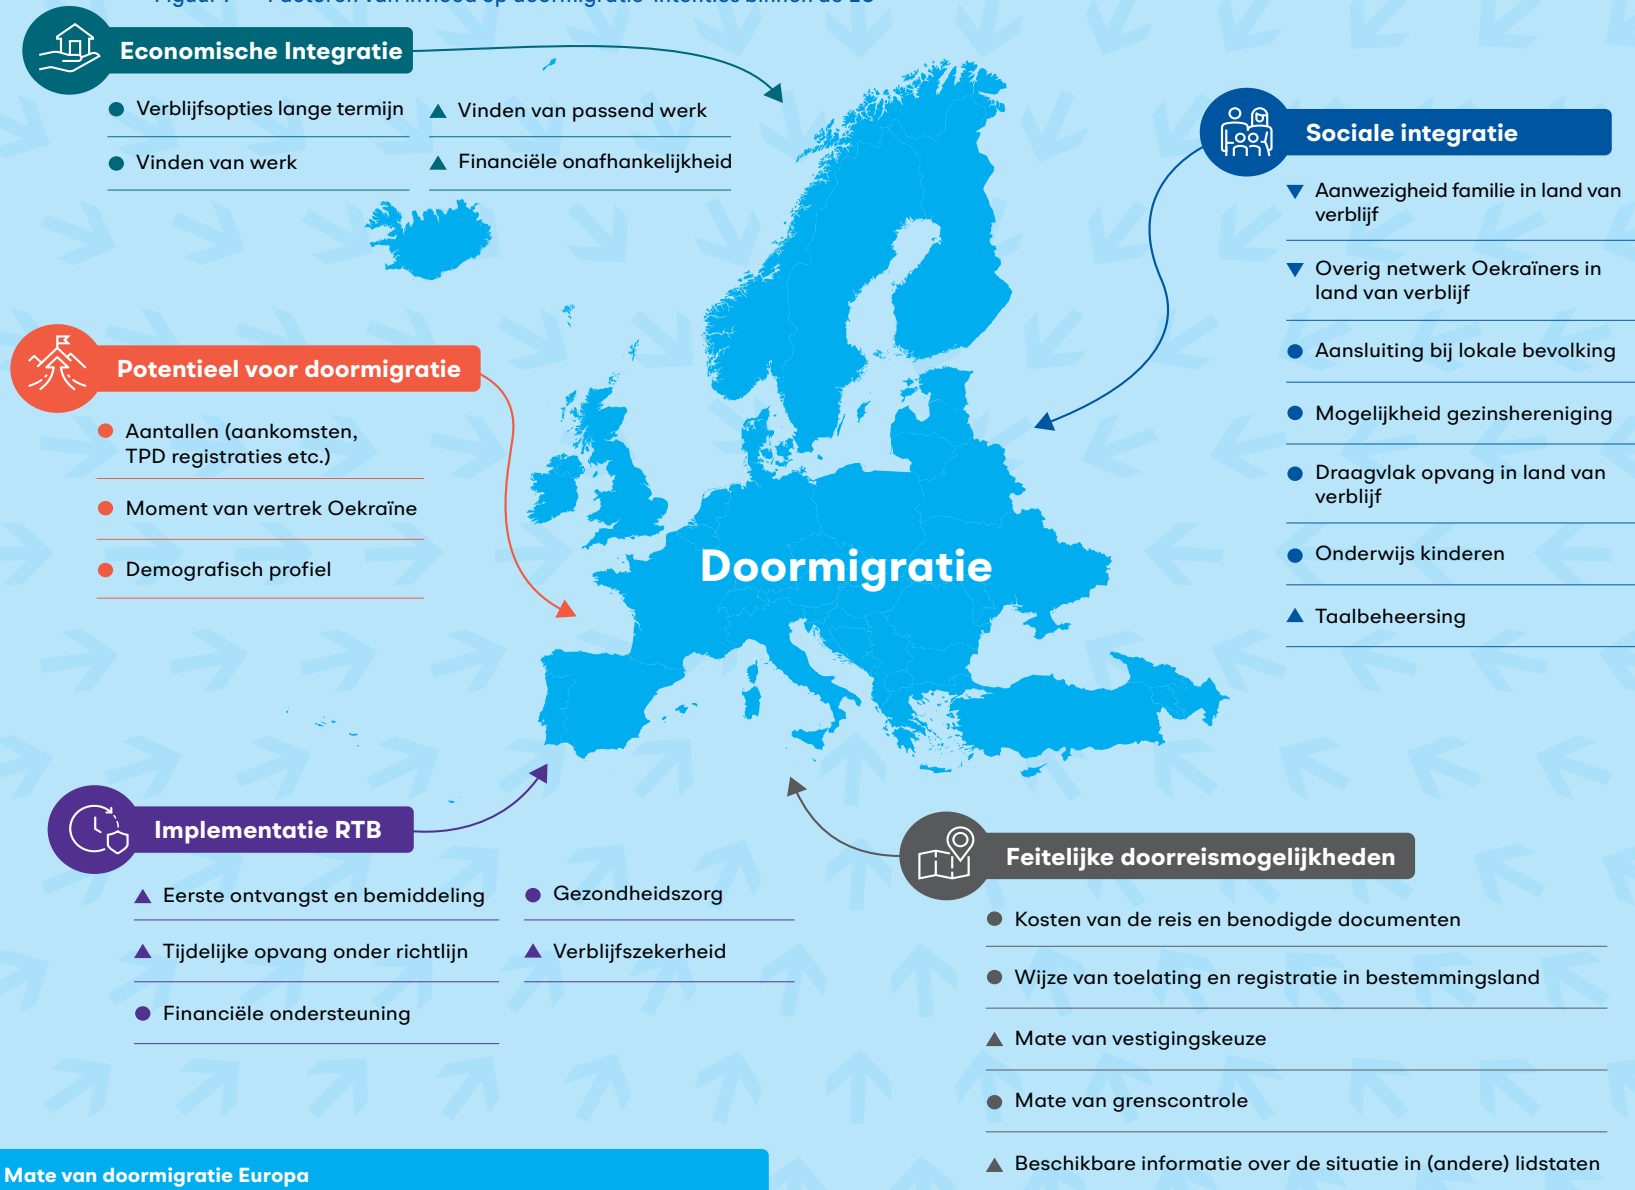 Economische Integratie
Verblijfsopties lange termijn
Vinden van werk
Vinden van passend werk
Financiële onafhankelijkheid
Sociale integratie
Aanwezigheid familie in land van
verblijf
Overig netwerk Oekraïners in
land van verblijf
Aansluiting bij lokale bevolking
Mogelijkheid gezinshereniging
Draagvlak opvang in land van
verblijf
Onderwijs kinderen
Taalbeheersing
Potentieel voor doormigratie
Aantallen (aankomsten,
TPD registraties etc.)
Moment van vertrek Oekraïne
Demografisch profiel
Doormigratie
Implementatie RTB
Eerste ontvangst en bemiddeling
Tijdelijke opvang onder richtlijn
Financiële ondersteuning
Gezondheidszorg
Verblijfszekerheid
Feitelijke doorreismogelijkheden
Kosten van de reis en benodigde documenten
Wijze van toelating en registratie in bestemmingsland
Mate van vestigingskeuze
Mate van grenscontrole
Beschikbare informatie over de situatie in (andere) lidstaten
Mate van doormigratie Europa